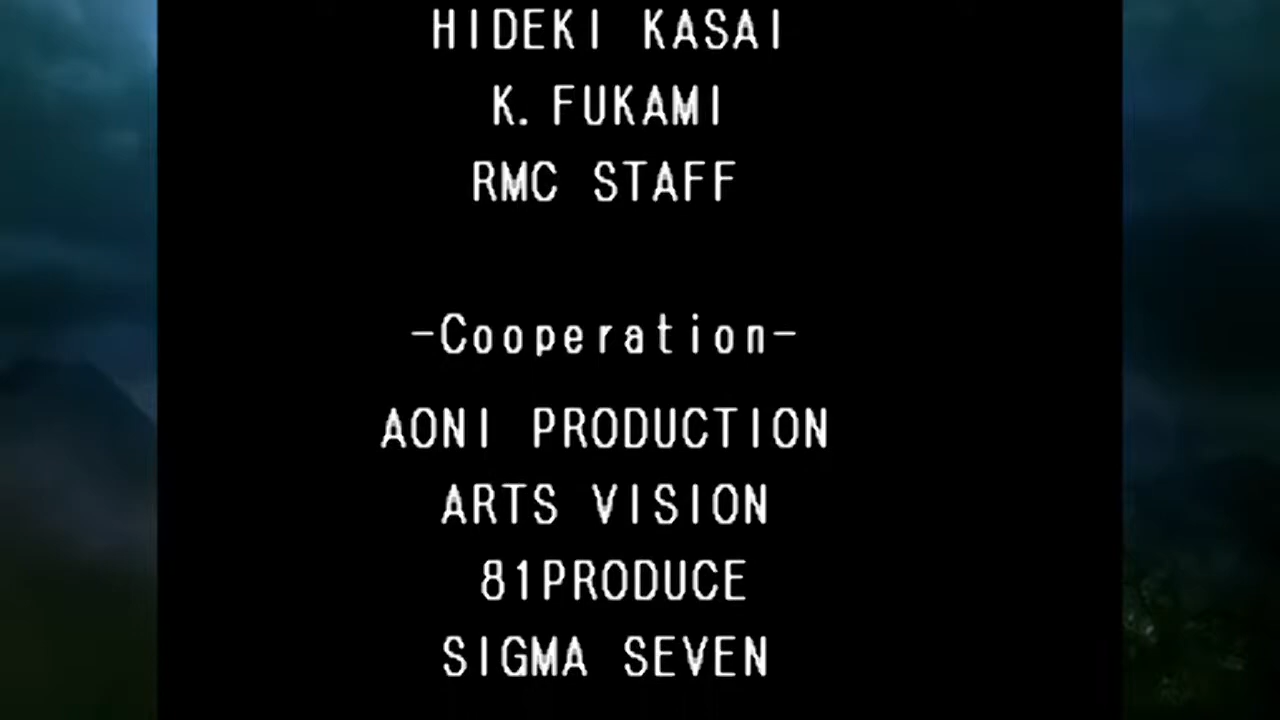 HIDEKI KASAI
K. FUKAMI
RMC STAFF
-Cooperation-
AONI PRODUCTION
ARTS VISION
81PRODUCE
SIGMA SEVEN